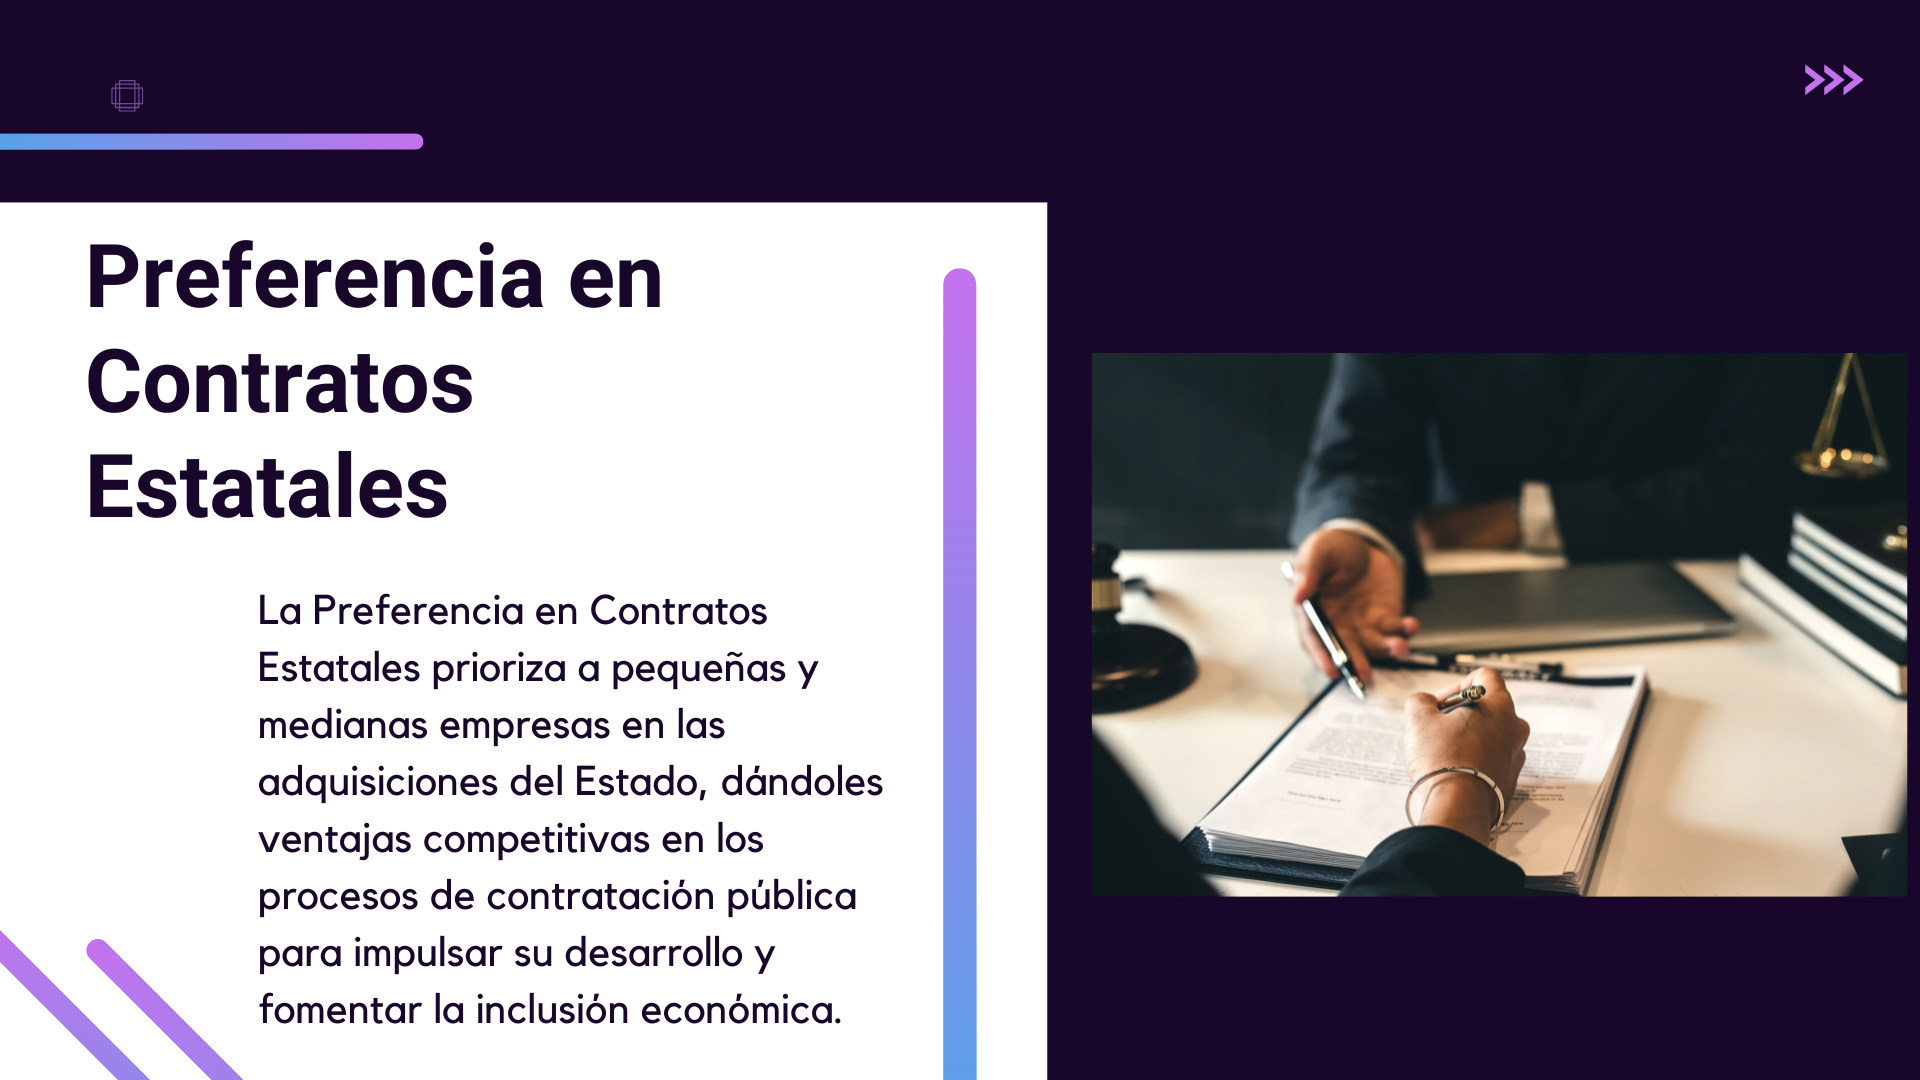 Preferencia en
Contratos
Estatales
La Preferencia en Contratos
Estatales prioriza a pequeñas y
medianas empresas en las
adquisiciones del Estado, dándoles
ventajas competitivas en los
procesos de contratación pública
para impulsar su desarrollo y
fomentar la inclusión económica.